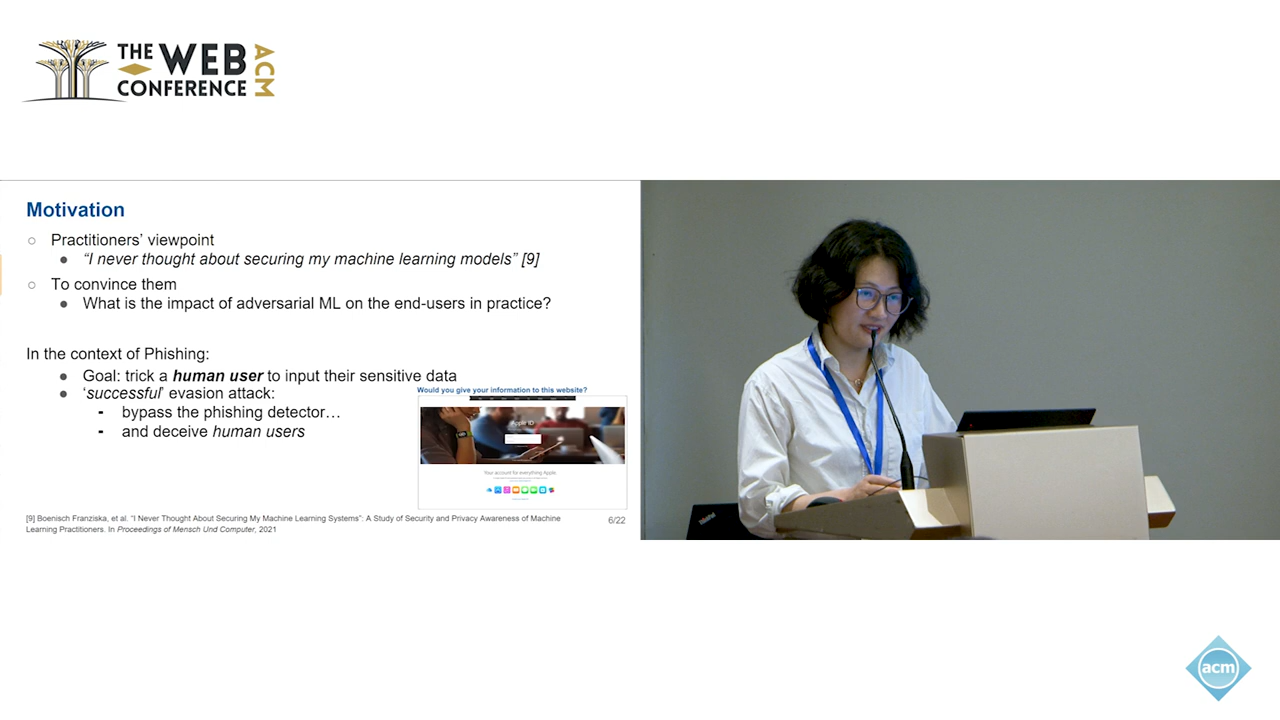 THE WEB
CONFERENCE
ACM
Motivation
○ Practitioners’ viewpoint
● “I never thought about securing my machine learning models” [9]
○ To convince them
● What is the impact of adversarial ML on the end-users in practice?
In the context of Phishing:
● Goal: trick a human user to input their sensitive data
● ‘successful’ evasion attack:
- bypass the phishing detector…
- and deceive human users
Would you give your information to this website?
Apple ID
Your account for everything Apple.
[9] Boenisch Franziska, et al. “I Never Thought About Securing My Machine Learning Systems”: A Study of Security and Privacy Awareness of Machine
Learning Practitioners. In Proceedings of Mensch Und Computer, 2021
6/22
ThinkPad
acm